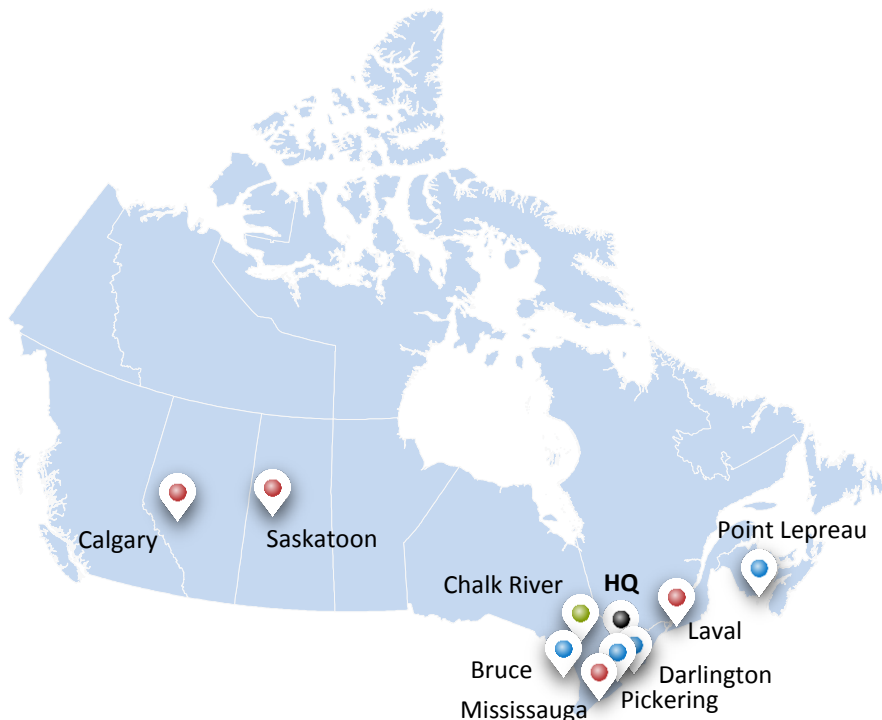 Calgary
Saskatoon
Point Lepreau
Chalk River
HQ
Laval
Bruce
Darlington
Pickering
Mississauga